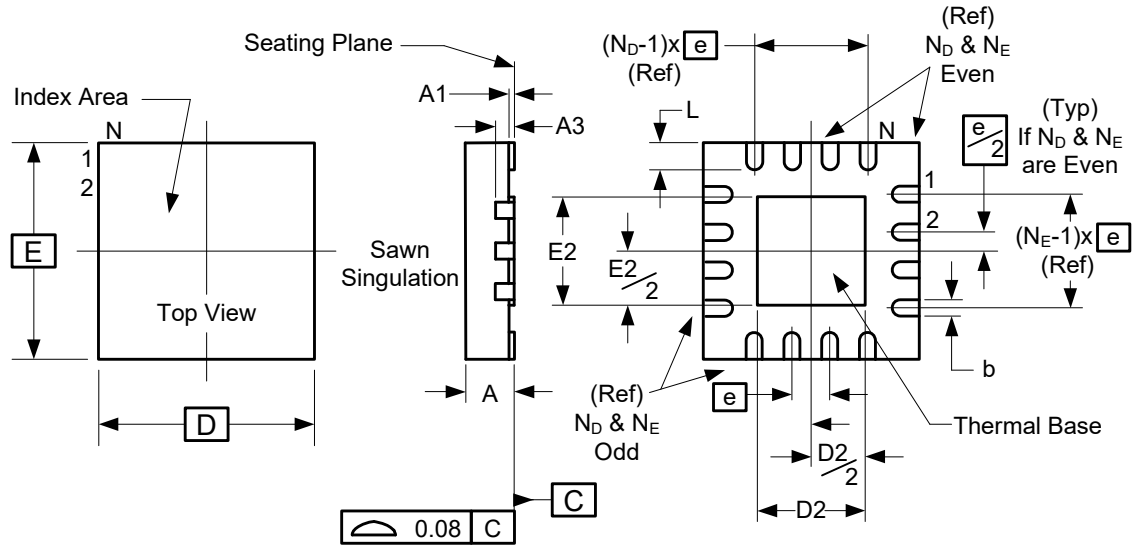 Seating Plane
Index Area
N
1
2
E
Top View
D
A1
A3
Sawn
Singulation
A
C
0.08 C
(N_D-1)x e
(Ref)
L
E2
E2/2
(Ref)
N_D & N_E
Odd
e
D2/2
D2
(Ref)
N_D & N_E
Even
N
1
2
e/2
(Typ)
If N_D & N_E
are Even
(N_E-1)x e
(Ref)
b
Thermal Base